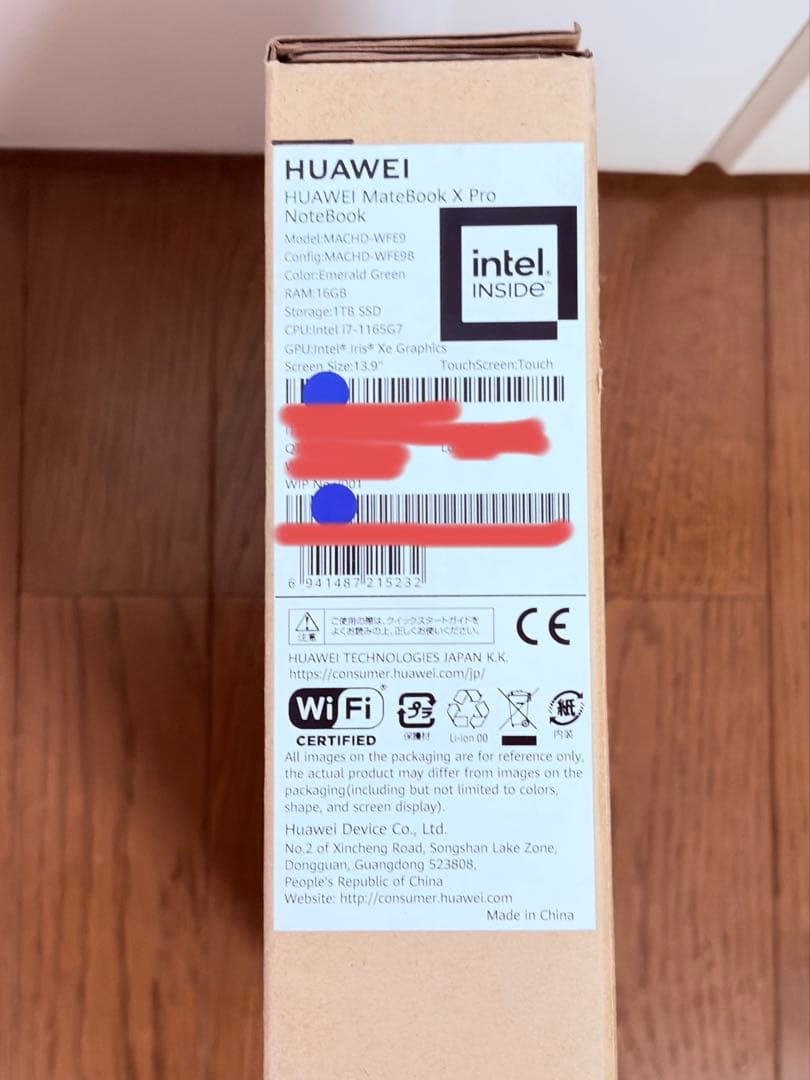 HUAWEI
HUAWEI MateBook X Pro
NoteBook
Model:MACHD-WFE9
Config:MACHD-WFE9B
Color:Emerald Green
RAM:16GB
Storage:1TB SSD
CPU:Intel i7-1165G7
GPU:Intel® Iris® Xe Graphics
Screen Size:13.9" TouchScreen:Touch
intel®
INSIDE™
WIP
6 941487 215232
注意
ご使用の際は、クイックスタートガイドを
よくお読みの上、正しくお使いください。
CE
HUAWEI TECHNOLOGIES JAPAN K.K.
https://consumer.huawei.com/jp/
Wi Fi®
CERTIFIED
プラ
保護材
Li-ion 00
紙
内装
All images on the packaging are for reference only,
the actual product may differ from images on the
packaging(including but not limited to colors,
shape, and screen display).
Huawei Device Co., Ltd.
No.2 of Xincheng Road, Songshan Lake Zone,
Dongguan, Guangdong 523808,
People's Republic of China
Website: http://consumer.huawei.com
Made in China